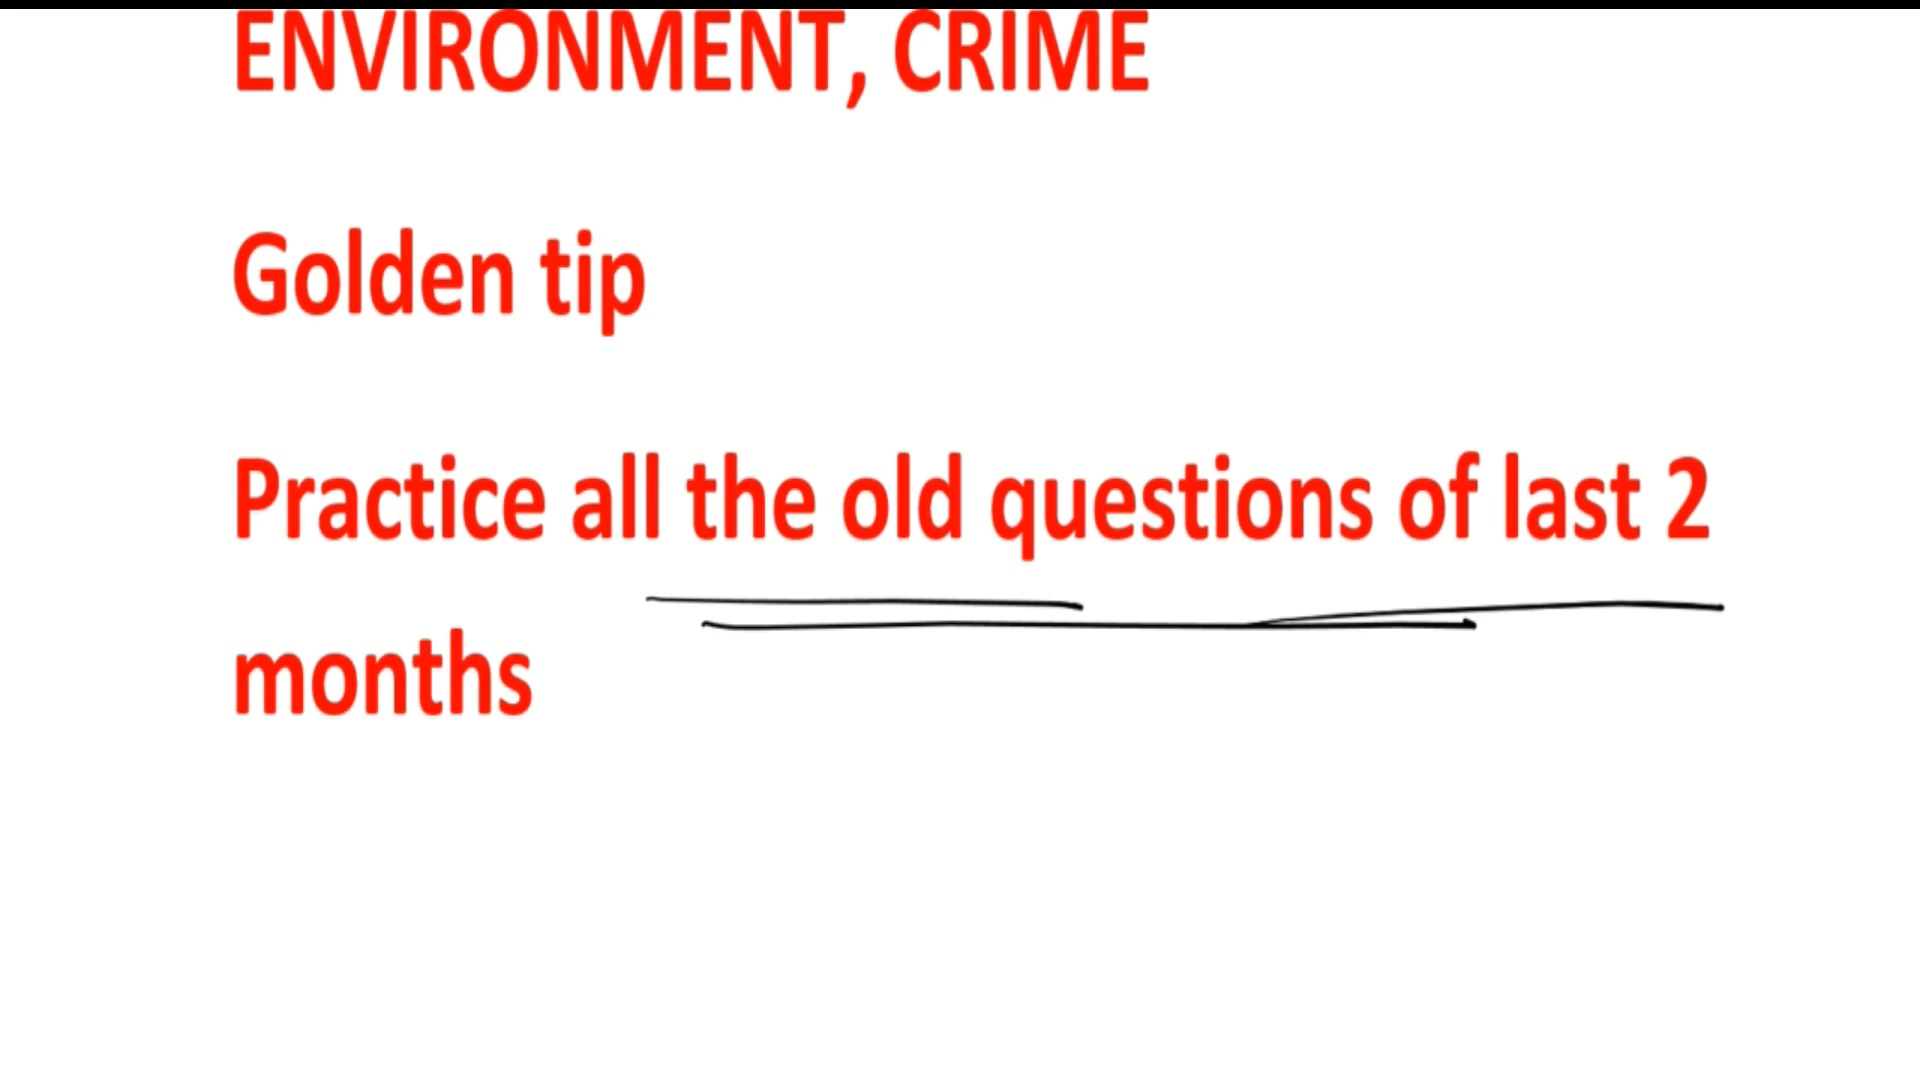 ENVIRONMENT, CRIME
Golden tip
Practice all the old questions of last 2
months